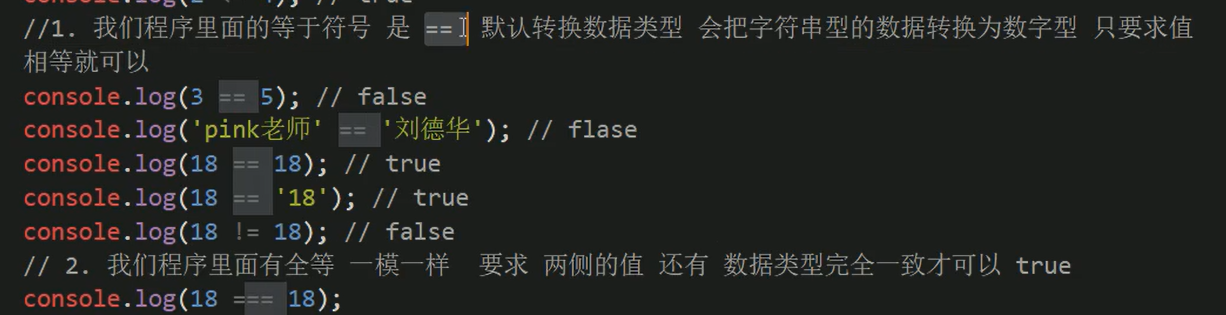 //1. 我们程序里面的等于符号 是 == 默认转换数据类型 会把字符串型的数据转换为数字型 只要求值
相等就可以
console.log(3 == 5); // false
console.log('pink老师' == '刘德华'); // flase
console.log(18 == 18); // true
console.log(18 == '18'); // true
console.log(18 != 18); // false
// 2. 我们程序里面有全等 一模一样  要求 两侧的值 还有 数据类型完全一致才可以 true
console.log(18 === 18);